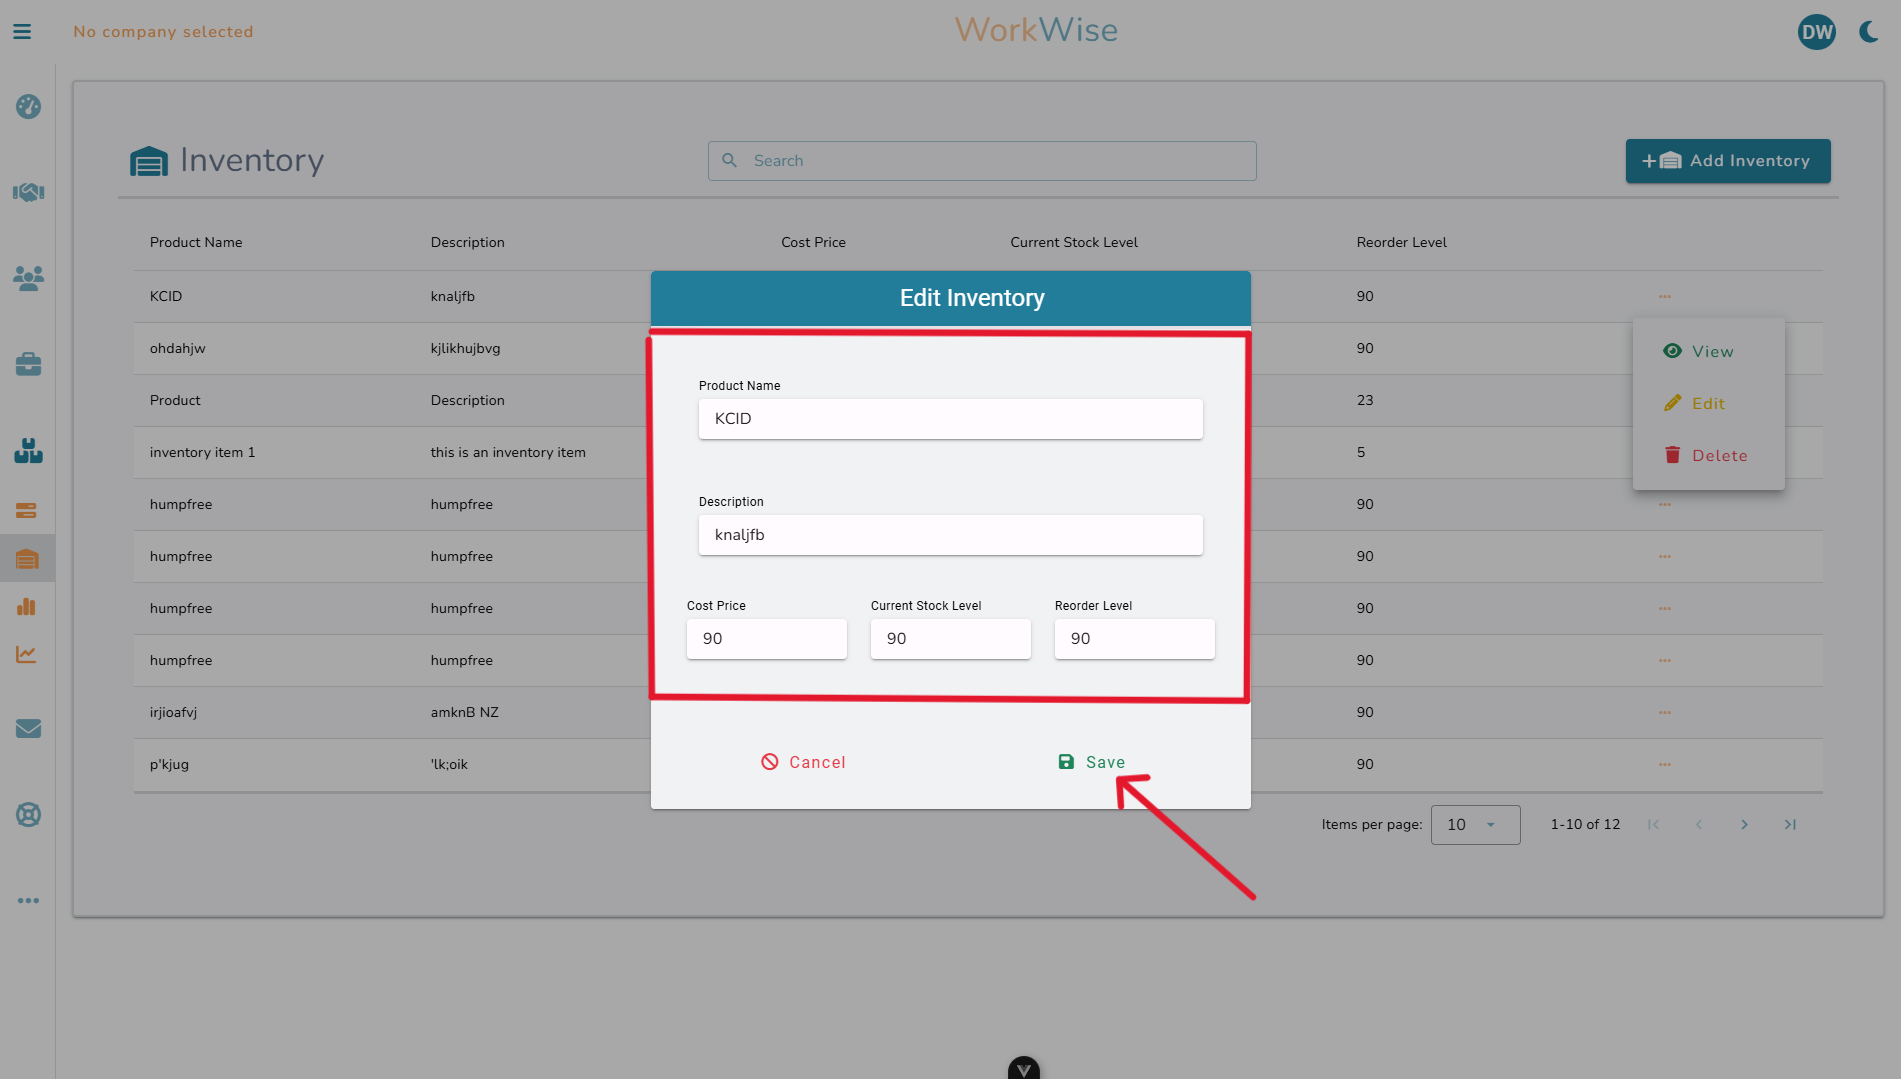 No company selected
WorkWise
DW
Inventory
Search
Add Inventory
Product Name Description Cost Price Current Stock Level Reorder Level
KCID knaljfb 90
ohdahjw kjlikhujbvg 90
Product Description 23
inventory item 1 this is an inventory item 5
humpfree humpfree 90
humpfree humpfree 90
humpfree humpfree 90
humpfree humpfree 90
irjioafvj amknB NZ 90
p'kjug 'lk;oik 90
View
Edit
Delete
Edit Inventory
Product Name
KCID
Description
knaljfb
Cost Price Current Stock Level Reorder Level
90 90 90
Cancel Save
Items per page: 10 1-10 of 12